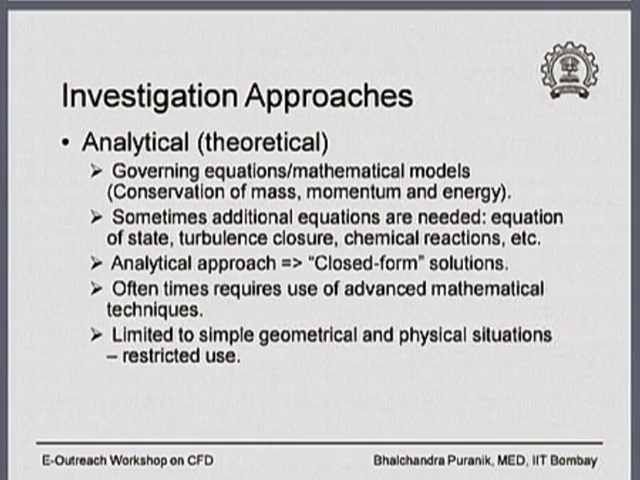 Investigation Approaches
• Analytical (theoretical)
➢ Governing equations/mathematical models
(Conservation of mass, momentum and energy).
➢ Sometimes additional equations are needed: equation
of state, turbulence closure, chemical reactions, etc.
➢ Analytical approach => “Closed-form” solutions.
➢ Often times requires use of advanced mathematical
techniques.
➢ Limited to simple geometrical and physical situations
– restricted use.
E-Outreach Workshop on CFD
Bhalchandra Puranik, MED, IIT Bombay